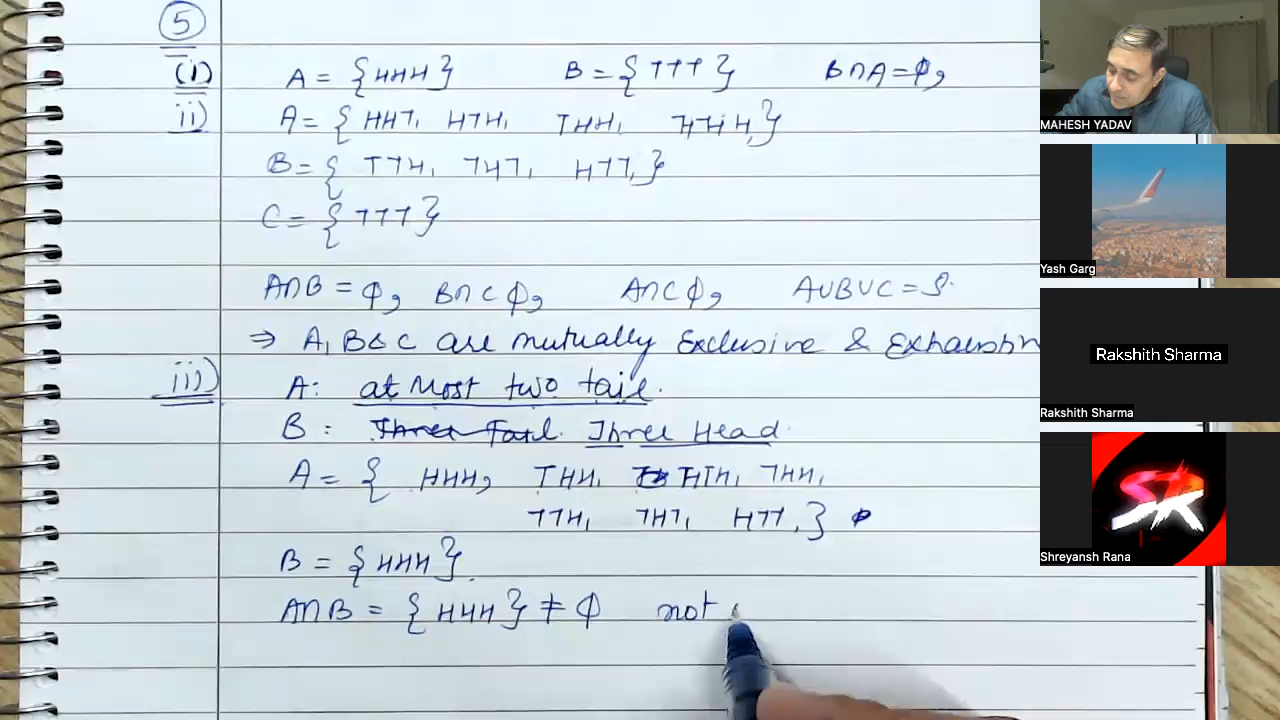 5
(i) A = {HHH} B = {TTT} B∩A = ϕ,
ii) A = {HHT, HTH, THH, HHH,}
B = {TTH, THT, HTT,}
C = {TTT}
A∩B = ϕ, B∩C ϕ, A∩C ϕ, A∪B∪C = S.
⇒ A, B & C are mutually Exclusive & Exhaustiv
iii) A: at Most two tail.
B: Three Tail. Three Head.
A = { HHH, THH, HTH, THH,
TTH, THT, HTT,}
B = {HHH}.
A∩B = {HHH} ≠ ϕ not
MAHESH YADAV
Yash Garg
Rakshith Sharma
Rakshith Sharma
SR
Shreyansh Rana